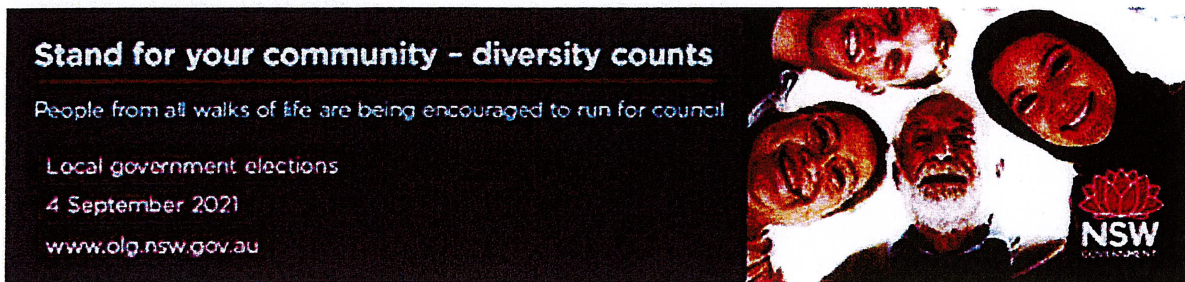 Stand for your community – diversity counts
People from all walks of life are being encouraged to run for council
Local government elections
4 September 2021
www.olg.nsw.gov.au
NSW
GOVERNMENT